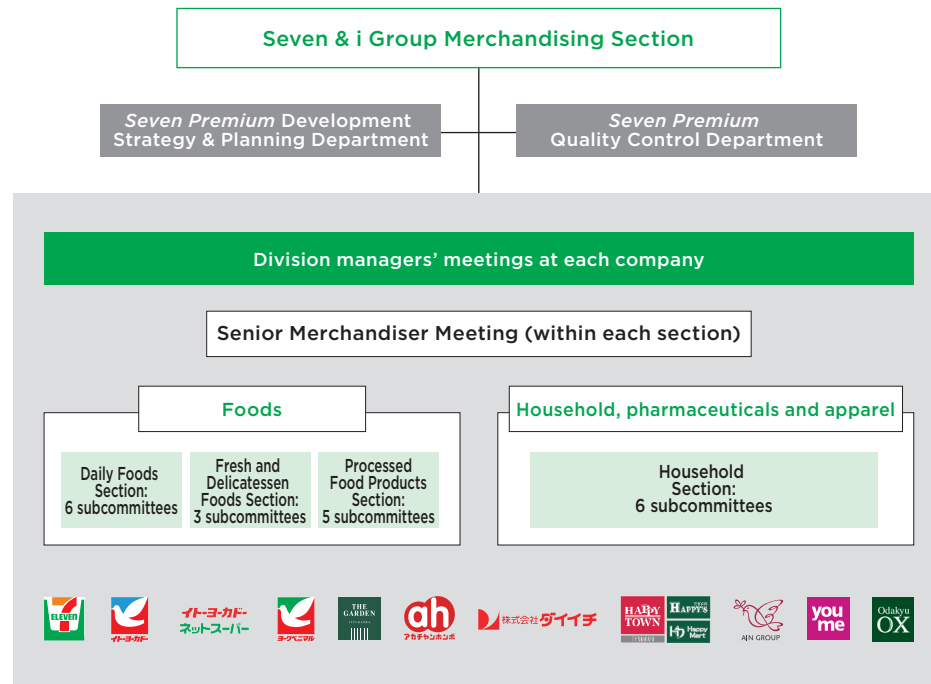 Seven & i Group Merchandising Section
Seven Premium Development
Strategy & Planning Department
Seven Premium
Quality Control Department
Division managers' meetings at each company
Senior Merchandiser Meeting (within each section)
Foods
Daily Foods
Section:
6 subcommittees
Fresh and
Delicatessen
Foods Section:
3 subcommittees
Processed
Food Products
Section:
5 subcommittees
Household, pharmaceuticals and apparel
Household
Section:
6 subcommittees
7
ELEVEN
イトーヨーカドー
イトーヨーカドー
ネットスーパー
ヨークベニマル
THE
GARDEN
ah
アカチャンホンポ
株式会社ダイイチ
HAPPY
TOWN
HAPPY'S
Happy
Mart
AIN GROUP
you
me
Odakyu
OX